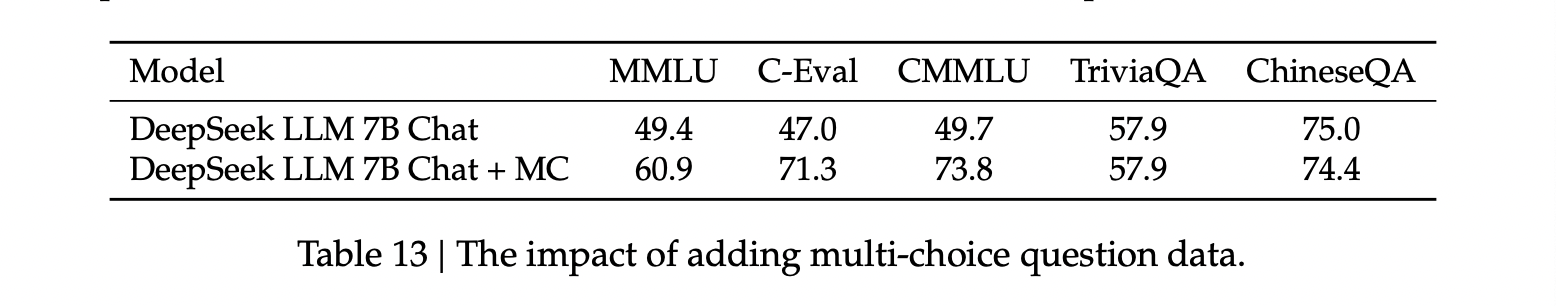 Model MMLU C-Eval CMMLU TriviaQA ChineseQA
DeepSeek LLM 7B Chat 49.4 47.0 49.7 57.9 75.0
DeepSeek LLM 7B Chat + MC 60.9 71.3 73.8 57.9 74.4
Table 13 | The impact of adding multi-choice question data.